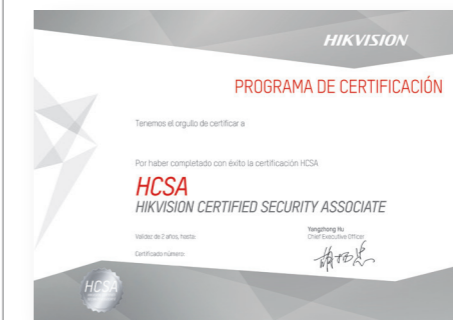 HIKVISION
PROGRAMA DE CERTIFICACIÓN
Tenemos el orgullo de certificar a
Por haber completado con éxito la certificación HCSA
HCSA
HIKVISION CERTIFIED SECURITY ASSOCIATE
Validez de 2 años, hasta:
Yangzhong Hu
Chief Executive Officer
Certificado número:
HCSA